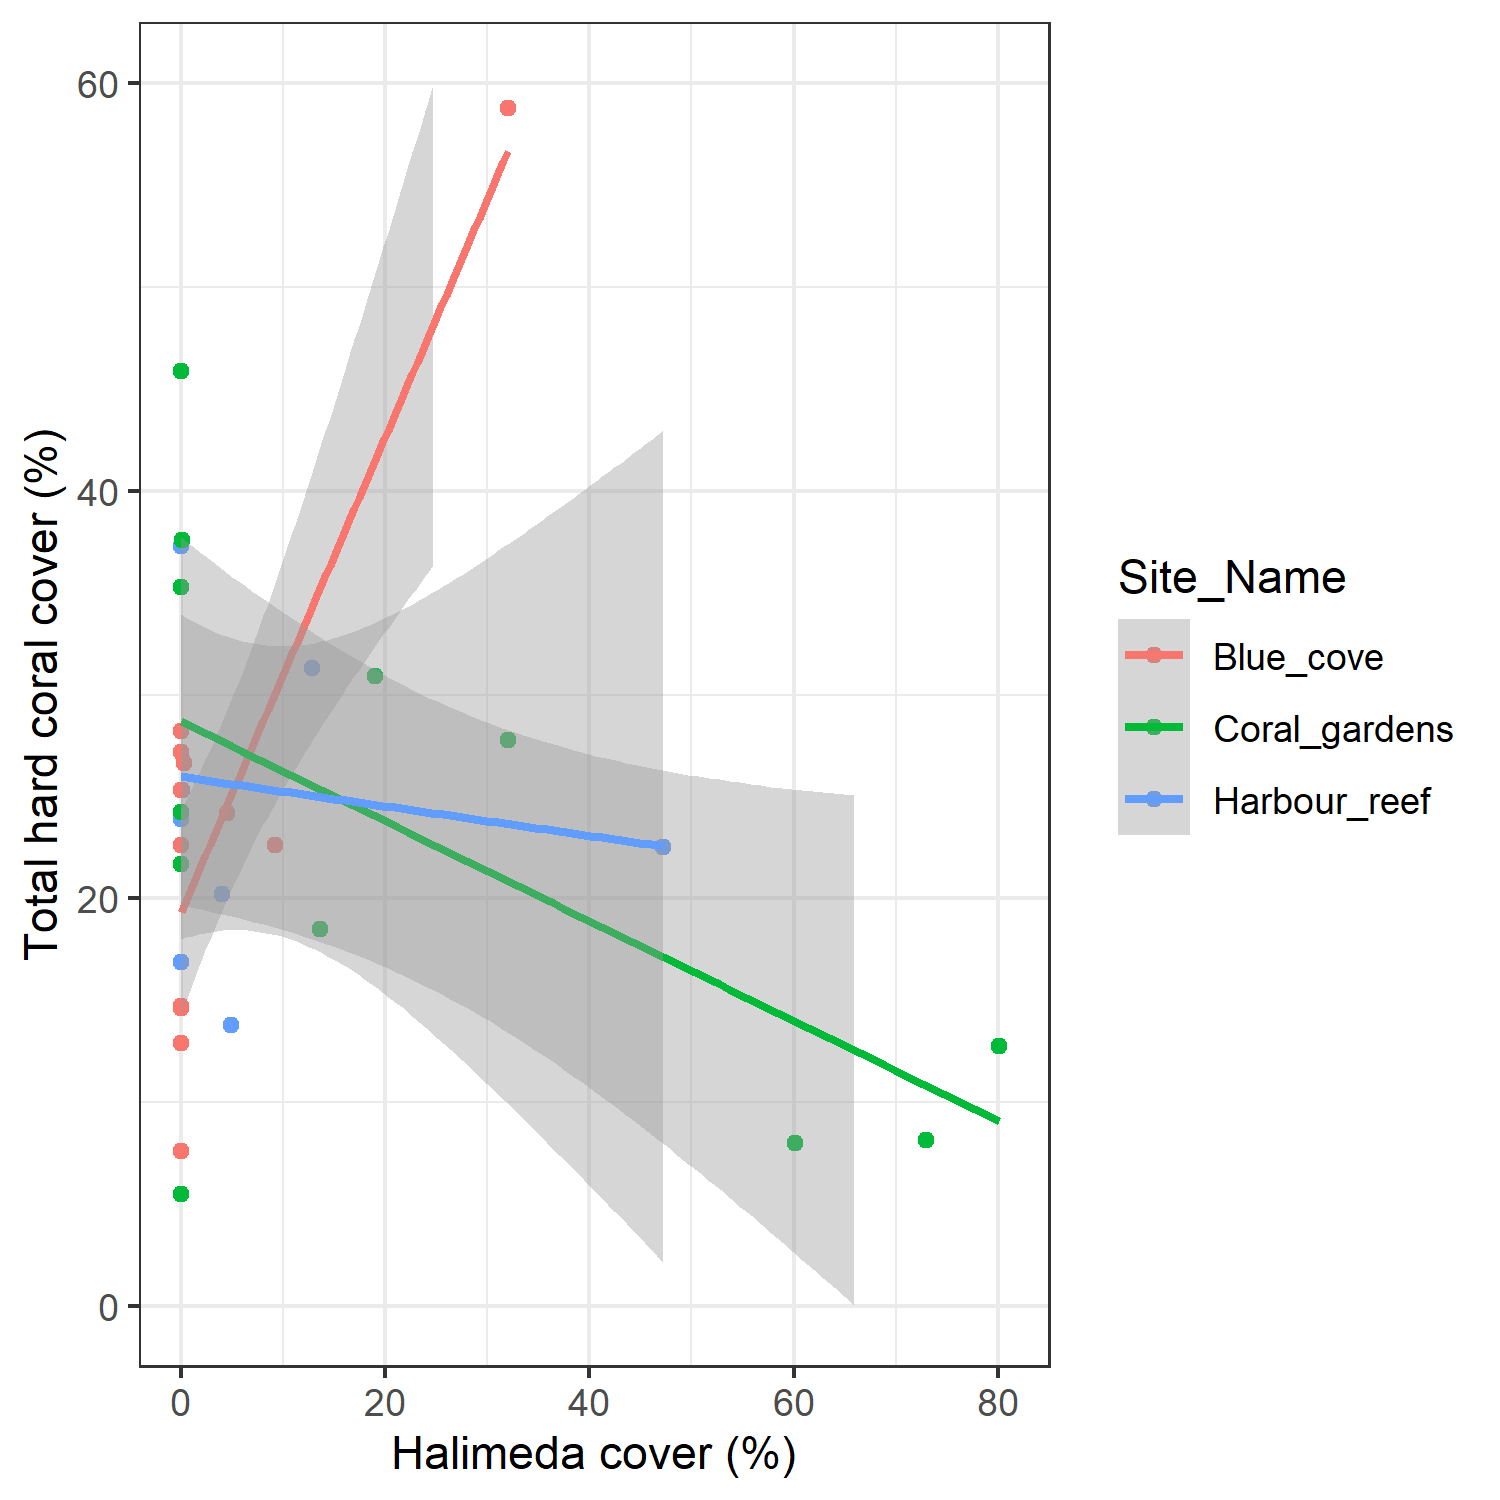 60
40
20
0
0 20 40 60 80
Halimeda cover (%)
Total hard coral cover (%)
Site_Name
Blue_cove
Coral_gardens
Harbour_reef